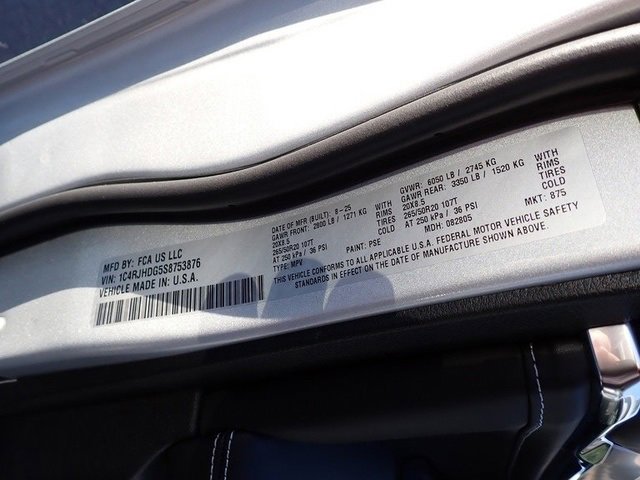 MFD BY: FCA US LLC
VIN: 1C4RJHDG5S8753876
VEHICLE MADE IN: U.S.A.
DATE OF MFR (BUILT): 8-25
GAWR FRONT: 2800 LB / 1271 KG WITH
20X8.5 RIMS
265/50R20 107T TIRES
AT 250 kPa / 36 PSI COLD
TYPE: MPV PAINT: PSE
GVWR: 6050 LB / 2745 KG
GAWR REAR: 3350 LB / 1520 KG WITH
20X8.5 RIMS
265/50R20 107T TIRES
AT 250 kPa / 36 PSI COLD
MDH: 082805 MKT: 875
THIS VEHICLE CONFORMS TO ALL APPLICABLE U.S.A. FEDERAL MOTOR VEHICLE SAFETY
STANDARDS IN EFFECT ON THE DATE OF MANUFACTURE SHOWN ABOVE.